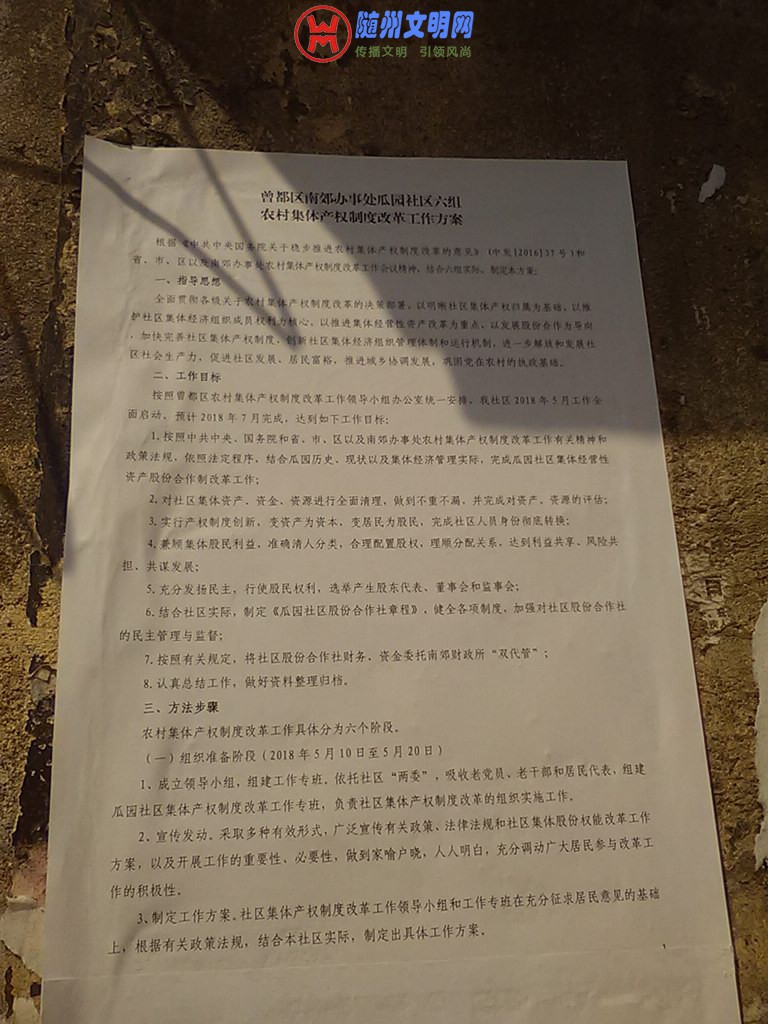 随州文明网
传播文明 引领风尚
曾都区南郊办事处瓜园社区六组
农村集体产权制度改革工作方案
根据《中共中央国务院关于稳步推进农村集体产权制度改革的意见》(中发[2016]37号)和
省、市、区以及南郊办事处农村集体产权制度改革工作会议精神,结合六组实际,制定本方案:
一、指导思想
全面贯彻各级关于农村集体产权制度改革的决策部署,以明晰社区集体产权归属为基础,以维
护社区集体经济组织成员权利为核心,以推进集体经营性资产改革为重点,以发展股份合作为导向
,加快完善社区集体产权制度,创新社区集体经济组织管理体制和运行机制,进一步解放和发展社
区社会生产力,促进社区发展、居民富裕,推进城乡协调发展,巩固党在农村的执政基础。
二、工作目标
按照曾都区农村集体产权制度改革工作领导小组办公室统一安排,我社区2018年5月工作全
面启动,预计2018年7月完成,达到如下工作目标:
1.按照中共中央、国务院和省、市、区以及南郊办事处农村集体产权制度改革工作有关精神和
政策法规,依照法定程序,结合瓜园历史、现状以及集体经济管理实际,完成瓜园社区集体经营性
资产股份合作制改革工作;
2.对社区集体资产、资金、资源进行全面清理,做到不重不漏,并完成对资产、资源的评估;
3.实行产权制度创新,变资产为资本,变居民为股民,完成社区人员身份彻底转换;
4.兼顾集体股民利益,准确清人分类,合理配置股权,理顺分配关系,达到利益共享、风险共
担、共谋发展;
5.充分发扬民主,行使股民权利,选举产生股东代表、董事会和监事会;
6.结合社区实际,制定《瓜园社区股份合作社章程》,健全各项制度,加强对社区股份合作社
的民主管理与监督;
7.按照有关规定,将社区股份合作社财务、资金委托南郊财政所“双代管”;
8.认真总结工作,做好资料整理归档。
三、方法步骤
农村集体产权制度改革工作具体分为六个阶段。
(一)组织准备阶段(2018年5月10日至5月20日)
1、成立领导小组,组建工作专班。依托社区“两委”,吸收老党员、老干部和居民代表,组建
瓜园社区集体产权制度改革工作专班,负责社区集体产权制度改革的组织实施工作。
2、宣传发动。采取多种有效形式,广泛宣传有关政策、法律法规和社区集体股份权能改革工作
方案,以及开展工作的重要性、必要性,做到家喻户晓,人人明白,充分调动广大居民参与改革工
作的积极性。
3、制定工作方案。社区集体产权制度改革工作领导小组和工作专班在充分征求居民意见的基础
上,根据有关政策法规,结合本社区实际,制定出具体工作方案。
1